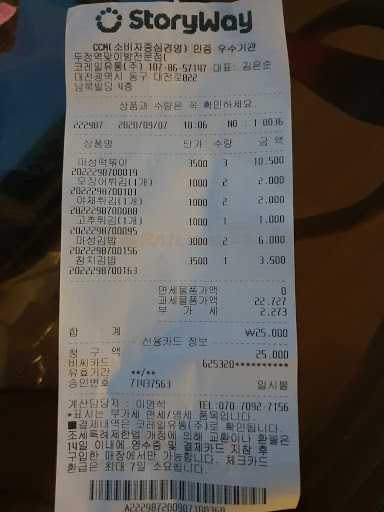 StoryWay
CCM(소비자중심경영) 인증 우수기관
두정역맞이방전문점(
코레일유통(주) 107-86-57147 대표: 김은순
대전광역시 동구 대전로822
남북빌딩 4층
상품과 수량은 꼭 확인하세요
222987 2020/09/07 18:06 NO : 1-0036
상품명 단가 수량 금 액
마성떡볶이 3500 3 10.500
2022298700019
오징어튀김(1개) 1000 2 2.000
2022298700101
야채튀김(1개) 1000 2 2.000
2022298700088
고추튀김(1개) 1000 1 1.000
2022298700095
마성김밥 3000 2 6.000
2022298700156
참치김밥 3500 1 3.500
2022298700163
면세물품가액 0
과세물품가액 22.727
부 가 세 2.273
합 계 ₩25.000
신용카드 정보
청 구 액 25.000
비씨카드 625320**********
유효기간 **/**
승인번호 71437563 일시불
계산담당자 : 이영석 TEL:070 7092-7156
*표시는 부가세 면세/영세 품목입니다.
■결제내역은 코레일유통(주)로 확인됩니다.
조세특례제한법 개정에 의해 교환이나 환불은
14일 이내에 영수증 및 결제카드 지참 후
구입한 매장에서만 가능합니다. 체크카드
환급은 최대 7일 소요됩니다.
A222987200907100360